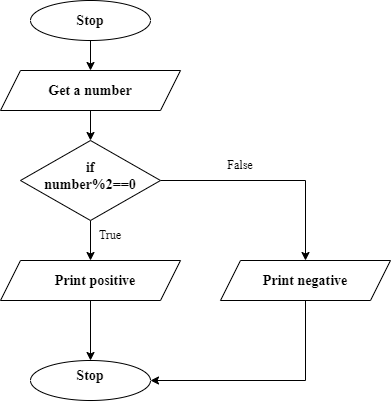 Stop
Get a number
if
number%2==0
False
True
Print positive
Print negative
Stop